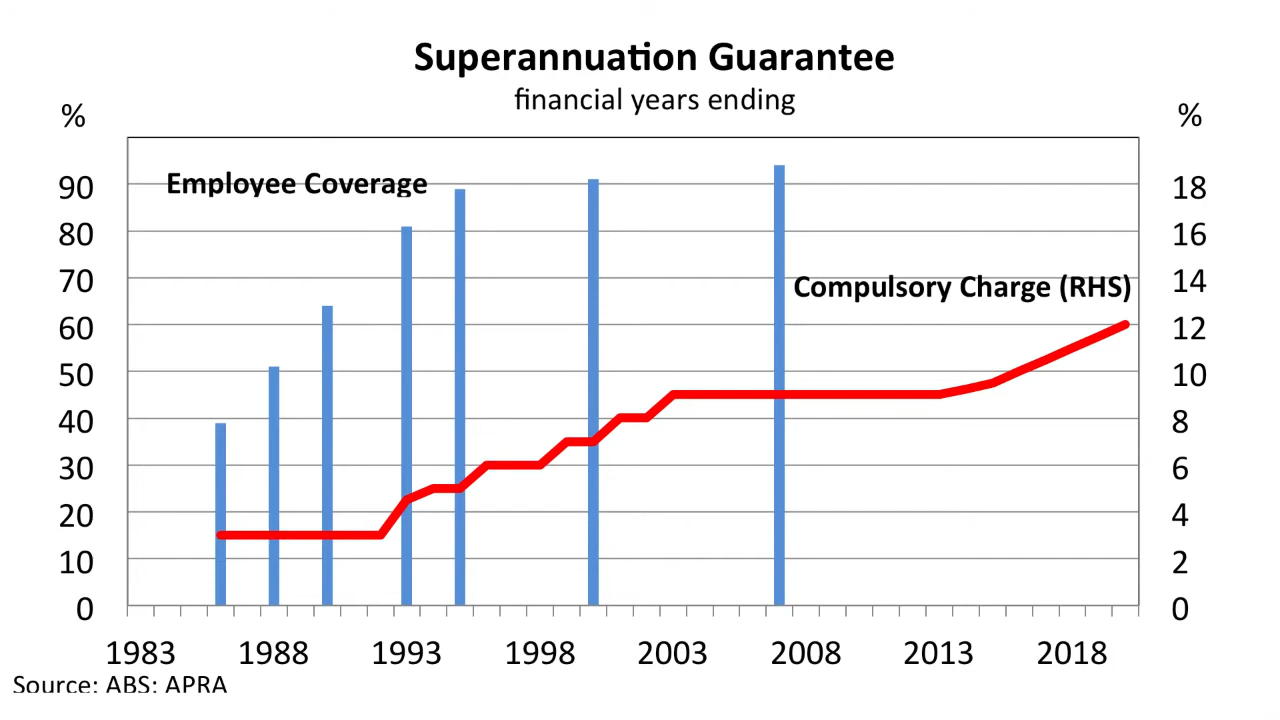 Superannuation Guarantee
financial years ending
% %
Employee Coverage
Compulsory Charge (RHS)
90 18
80 16
70 14
60 12
50 10
40 8
30 6
20 4
10 2
0 0
1983 1988 1993 1998 2003 2008 2013 2018
Source: ABS: APRA